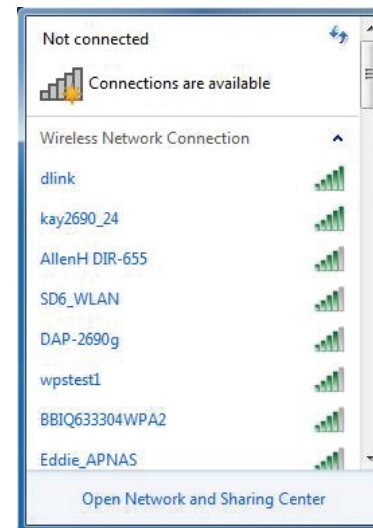 Not connected
Connections are available
Wireless Network Connection
dlink
kay2690_24
AllenH DIR-655
SD6_WLAN
DAP-2690g
wpstest1
BBIQ633304WPA2
Eddie_APNAS
Open Network and Sharing Center